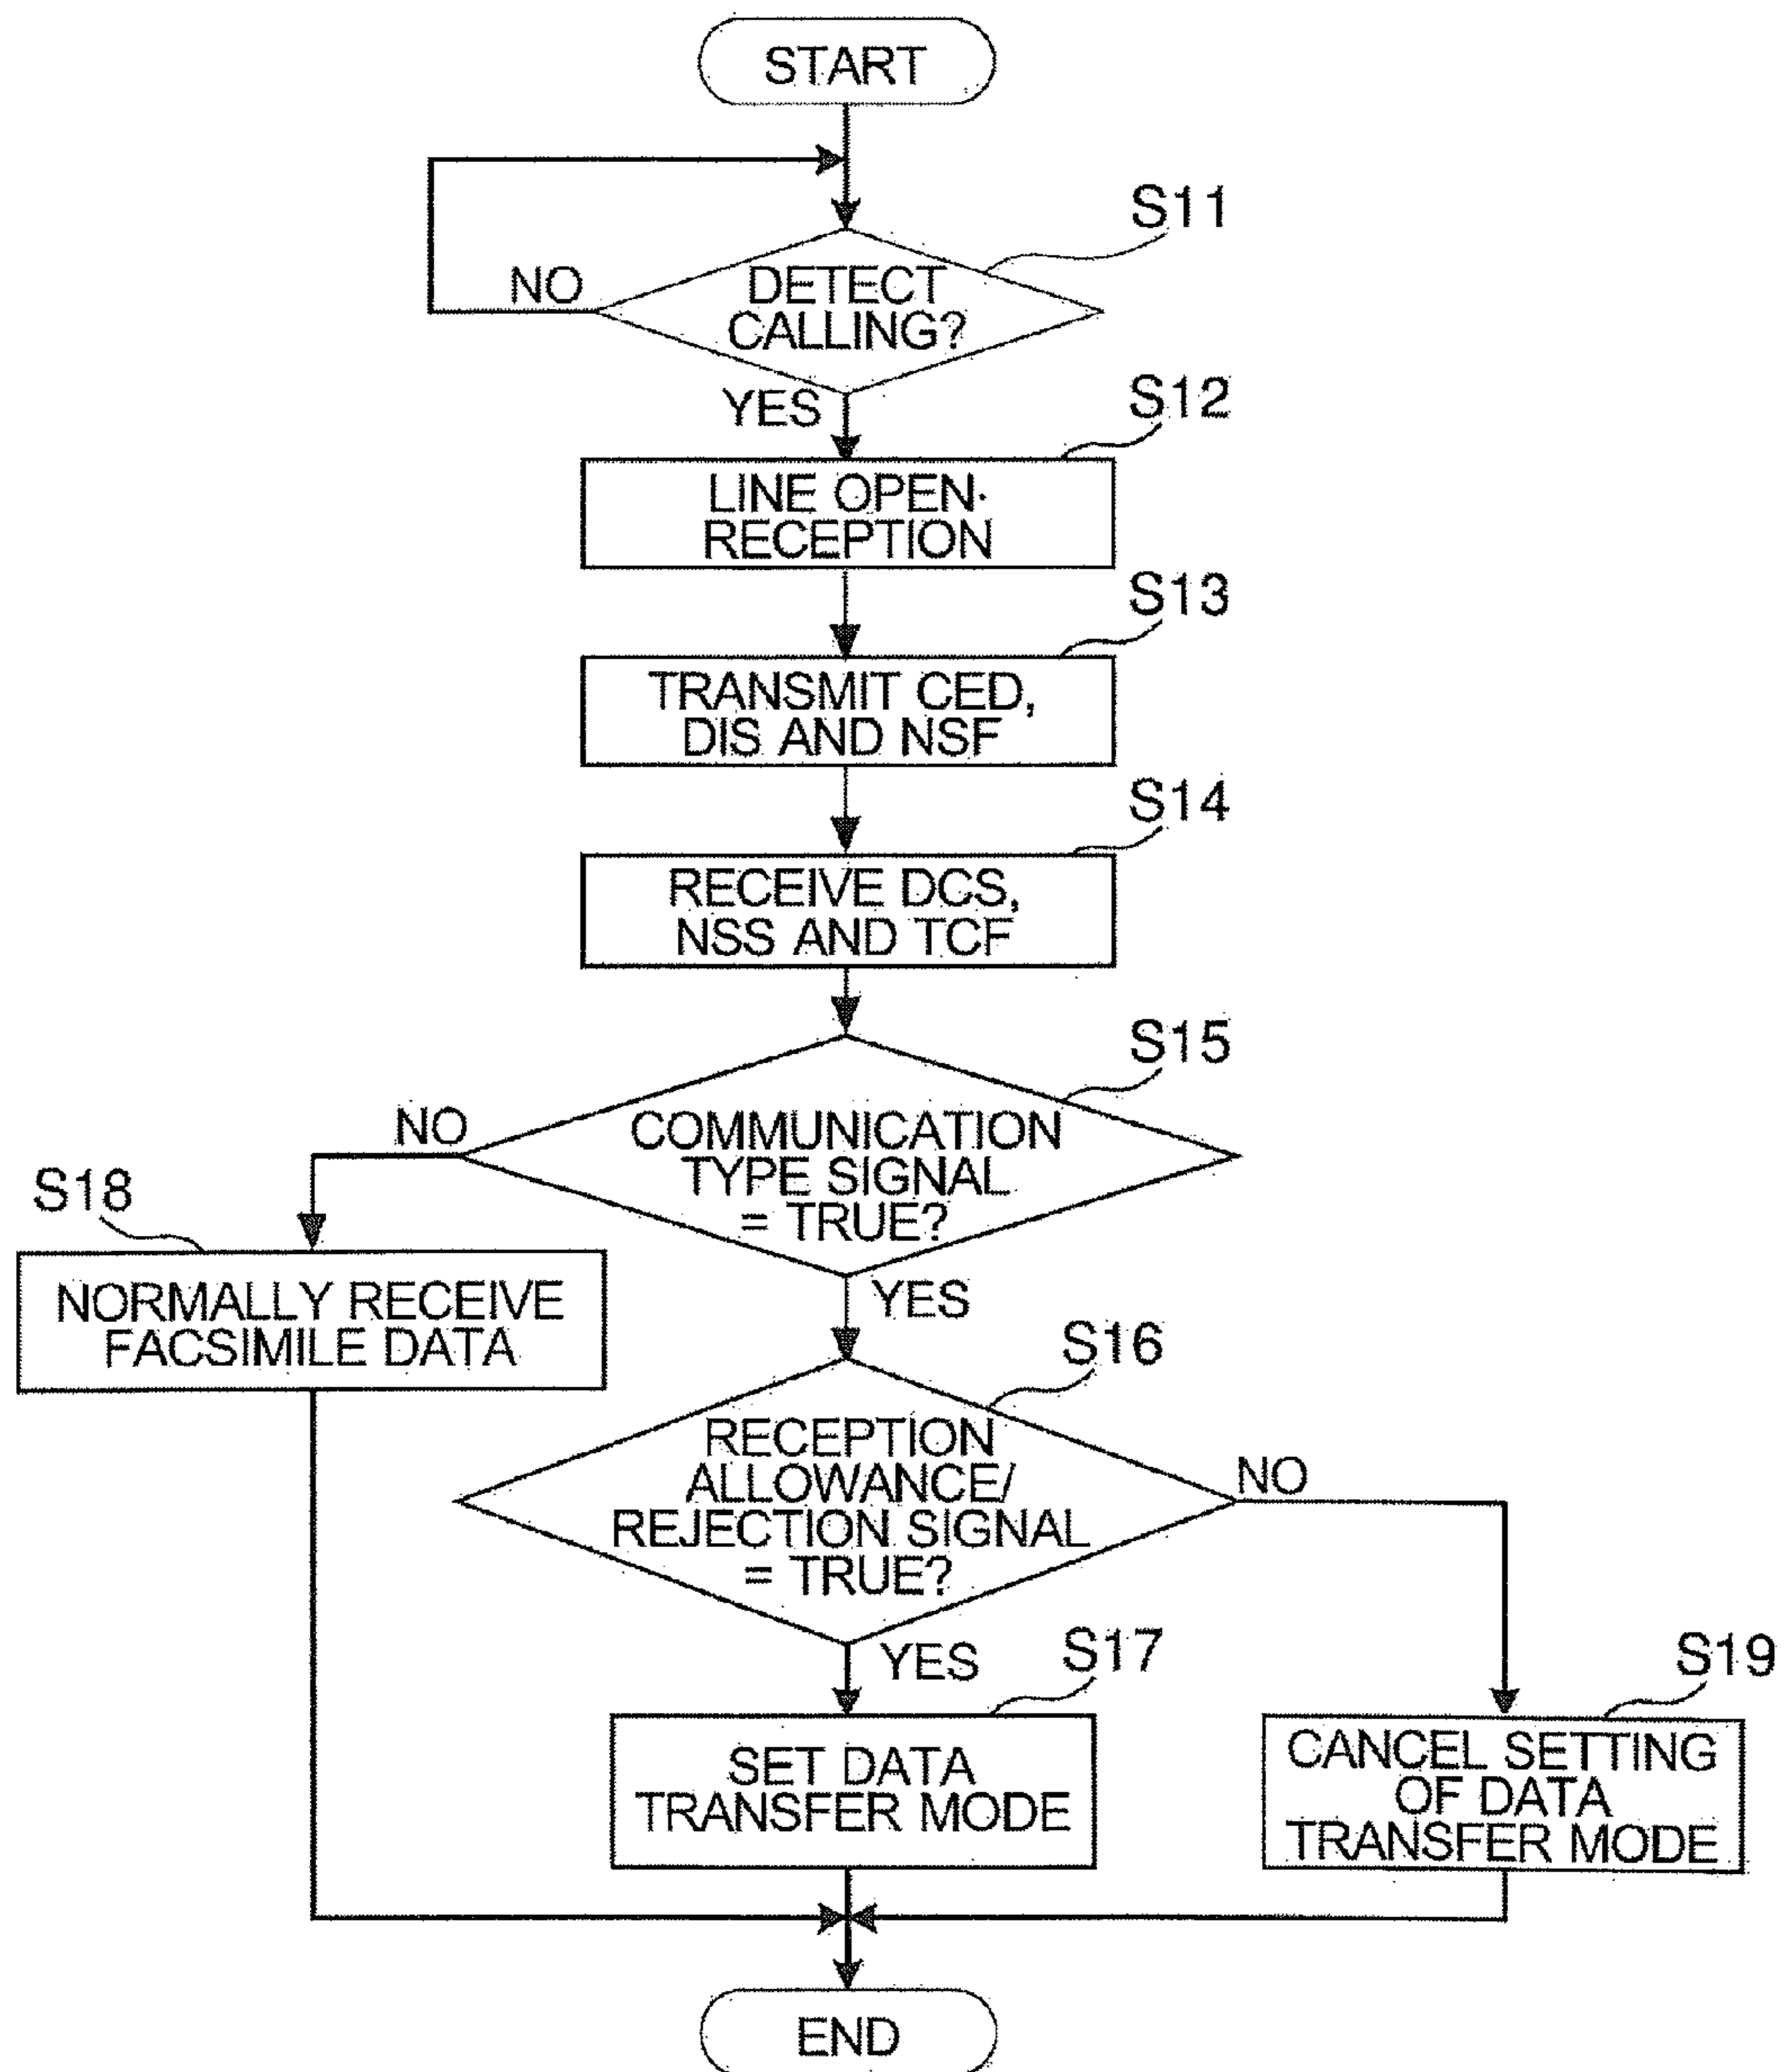 START
S11
NO
DETECT
CALLING?
YES
S12
LINE OPEN·
RECEPTION
S13
TRANSMIT CED,
DIS AND NSF
S14
RECEIVE DCS,
NSS AND TCF
S15
NO
COMMUNICATION
TYPE SIGNAL
= TRUE?
S18
YES
NORMALLY RECEIVE
FACSIMILE DATA
S16
RECEPTION
ALLOWANCE/
REJECTION SIGNAL
= TRUE?
NO
YES
S17
S19
SET DATA
TRANSFER MODE
CANCEL SETTING
OF DATA
TRANSFER MODE
END